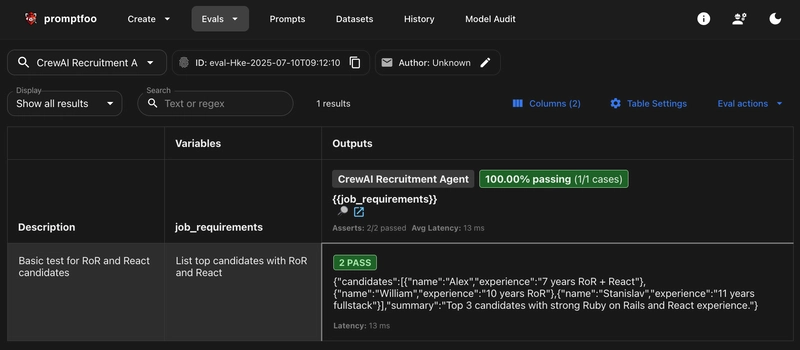 promptfoo
Create
Evals
Prompts
Datasets
History
Model Audit
CrewAI Recruitment A
ID: eval-Hke-2025-07-10T09:12:10
Author: Unknown
Display
Show all results
Search
Text or regex
1 results
Columns (2)
Table Settings
Eval actions
Variables
Outputs
CrewAI Recruitment Agent
100.00% passing (1/1 cases)
{{job_requirements}}
Asserts: 2/2 passed Avg Latency: 13 ms
Description
job_requirements
Basic test for RoR and React
candidates
List top candidates with RoR
and React
2 PASS
{"candidates":[{"name":"Alex","experience":"7 years RoR + React"},
{"name":"William","experience":"10 years RoR"},{"name":"Stanislav","experience":"11 years
fullstack"}],"summary":"Top 3 candidates with strong Ruby on Rails and React experience."}
Latency: 13 ms